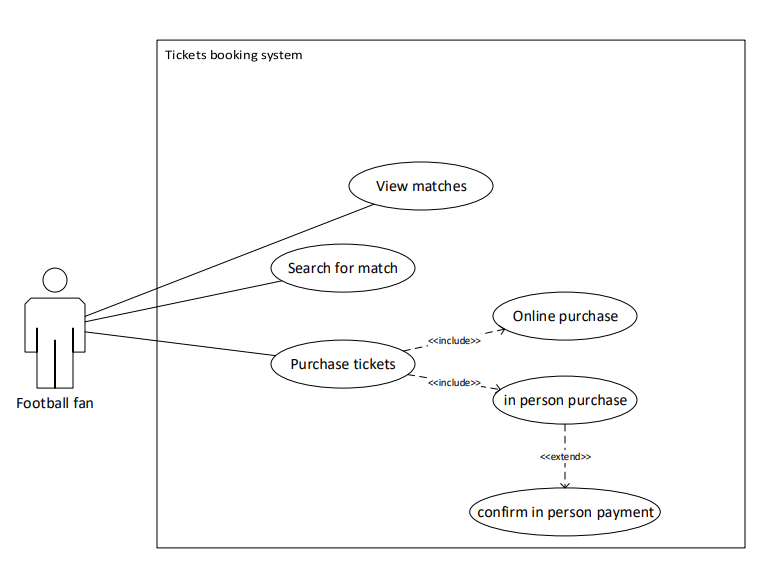 Tickets booking system
View matches
Search for match
Online purchase
<<include>>
Purchase tickets
<<include>>
in person purchase
Football fan
<<extend>>
confirm in person payment